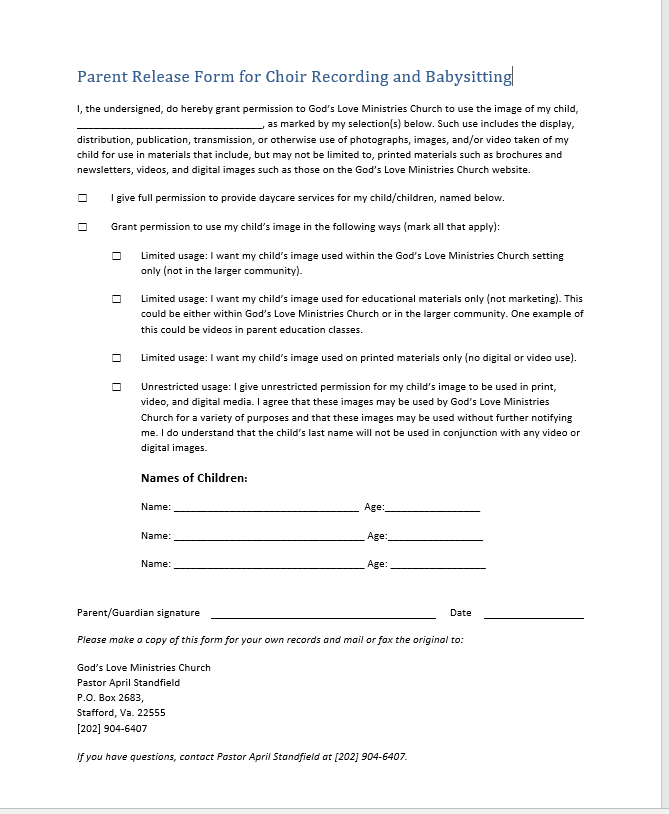 Parent Release Form for Choir Recording and Babysitting
I, the undersigned, do hereby grant permission to God's Love Ministries Church to use the image of my child,
___________________________________, as marked by my selection(s) below. Such use includes the display,
distribution, publication, transmission, or otherwise use of photographs, images, and/or video taken of my
child for use in materials that include, but may not be limited to, printed materials such as brochures and
newsletters, videos, and digital images such as those on the God's Love Ministries Church website.
☐ I give full permission to provide daycare services for my child/children, named below.
☐ Grant permission to use my child's image in the following ways (mark all that apply):
☐ Limited usage: I want my child's image used within the God's Love Ministries Church setting
only (not in the larger community).
☐ Limited usage: I want my child's image used for educational materials only (not marketing). This
could be either within God's Love Ministries Church or in the larger community. One example of
this could be videos in parent education classes.
☐ Limited usage: I want my child's image used on printed materials only (no digital or video use).
☐ Unrestricted usage: I give unrestricted permission for my child's image to be used in print,
video, and digital media. I agree that these images may be used by God's Love Ministries
Church for a variety of purposes and that these images may be used without further notifying
me. I do understand that the child's last name will not be used in conjunction with any video or
digital images.
Names of Children:
Name: ___________________________________ Age:__________________
Name: ____________________________________ Age:__________________
Name: ____________________________________ Age: __________________
Parent/Guardian signature ____________________ Date __________
Please make a copy of this form for your own records and mail or fax the original to:
God's Love Ministries Church
Pastor April Standfield
P.O. Box 2683,
Stafford, Va. 22555
[202] 904-6407
If you have questions, contact Pastor April Standfield at [202] 904-6407.